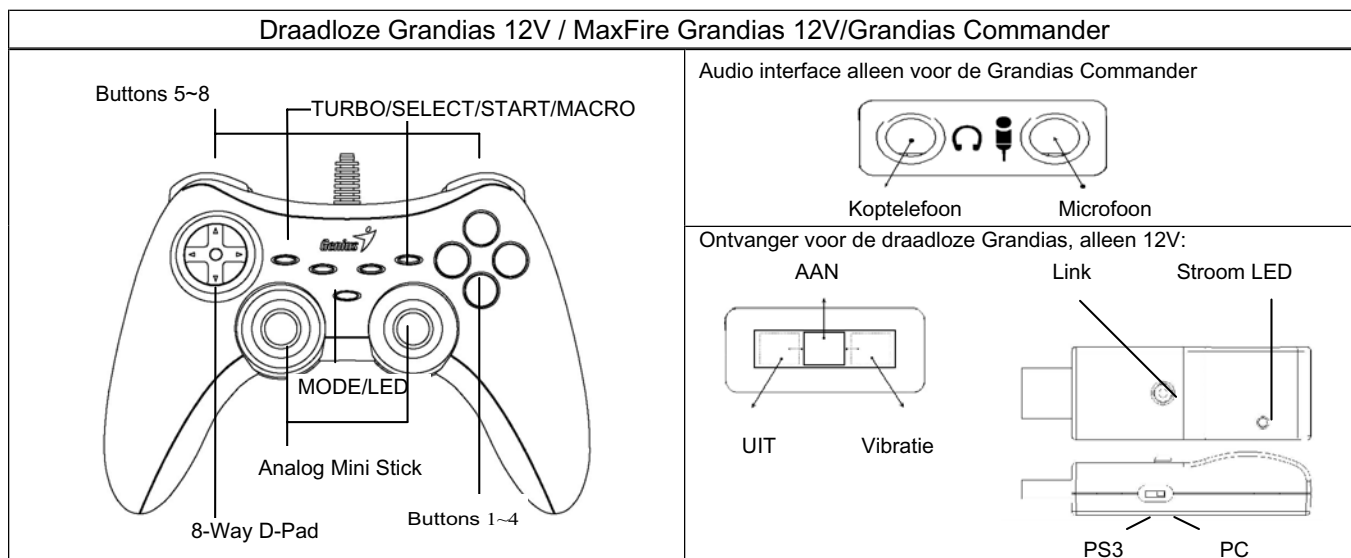 Draadloze Grandias 12V / MaxFire Grandias 12V/Grandias Commander
Buttons 5~8
TURBO/SELECT/START/MACRO
Genius
MODE/LED
Analog Mini Stick
8-Way D-Pad
Buttons 1~4
Audio interface alleen voor de Grandias Commander
Koptelefoon
Microfoon
Ontvanger voor de draadloze Grandias, alleen 12V:
AAN
UIT
Vibratie
Link
Stroom LED
PS3
PC